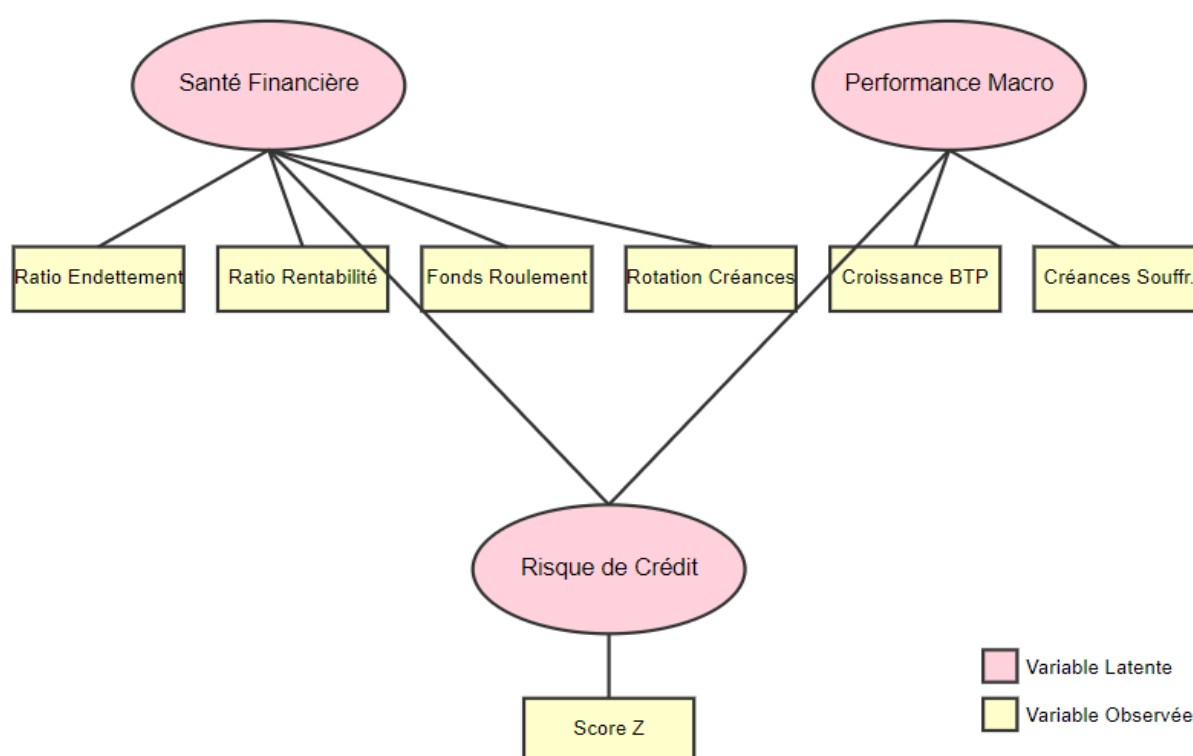 Santé Financière
Performance Macro
Ratio Endettement
Ratio Rentabilité
Fonds Roulement
Rotation Créances
Croissance BTP
Créances Souffr.
Risque de Crédit
Variable Latente
Variable Observée
Score Z